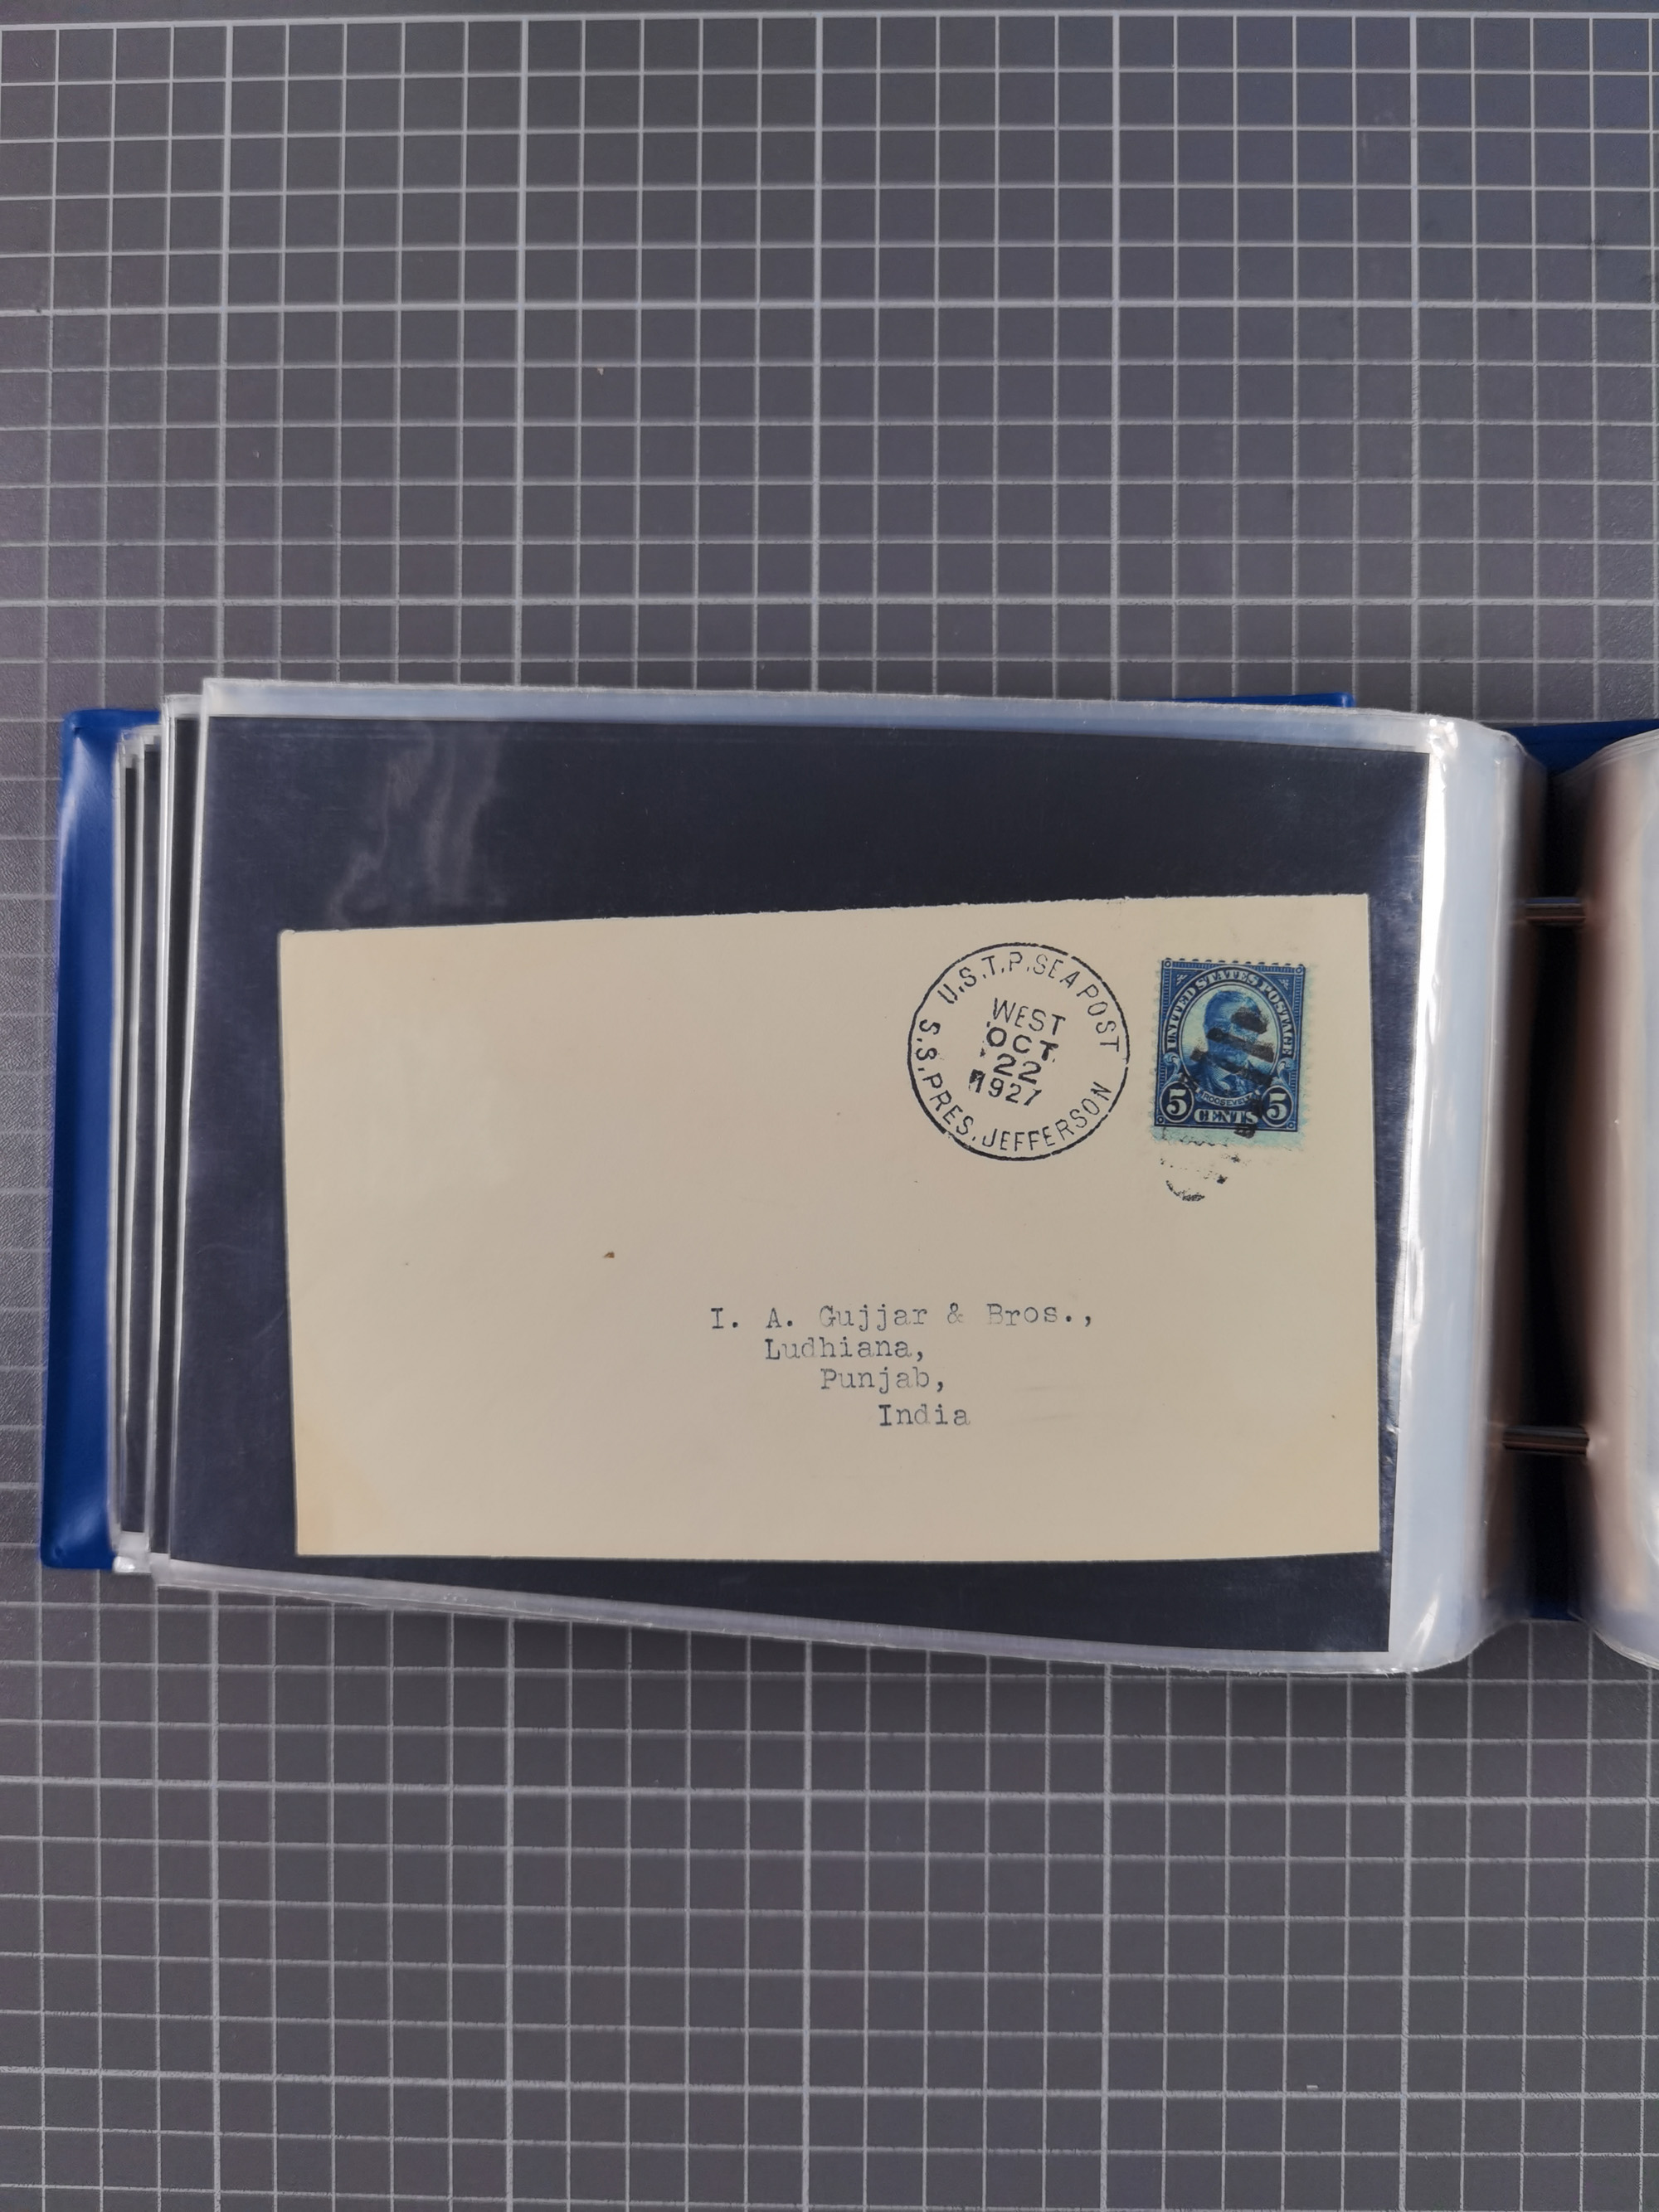 U.S.T.P. SEA POST
WEST
OCT
22
1927
S.S. PRES. JEFFERSON
UNITED STATES POSTAGE
ROOSEVELT
5 CENTS 5
I. A. Gujjar & Bros.,
Ludhiana,
Punjab,
India